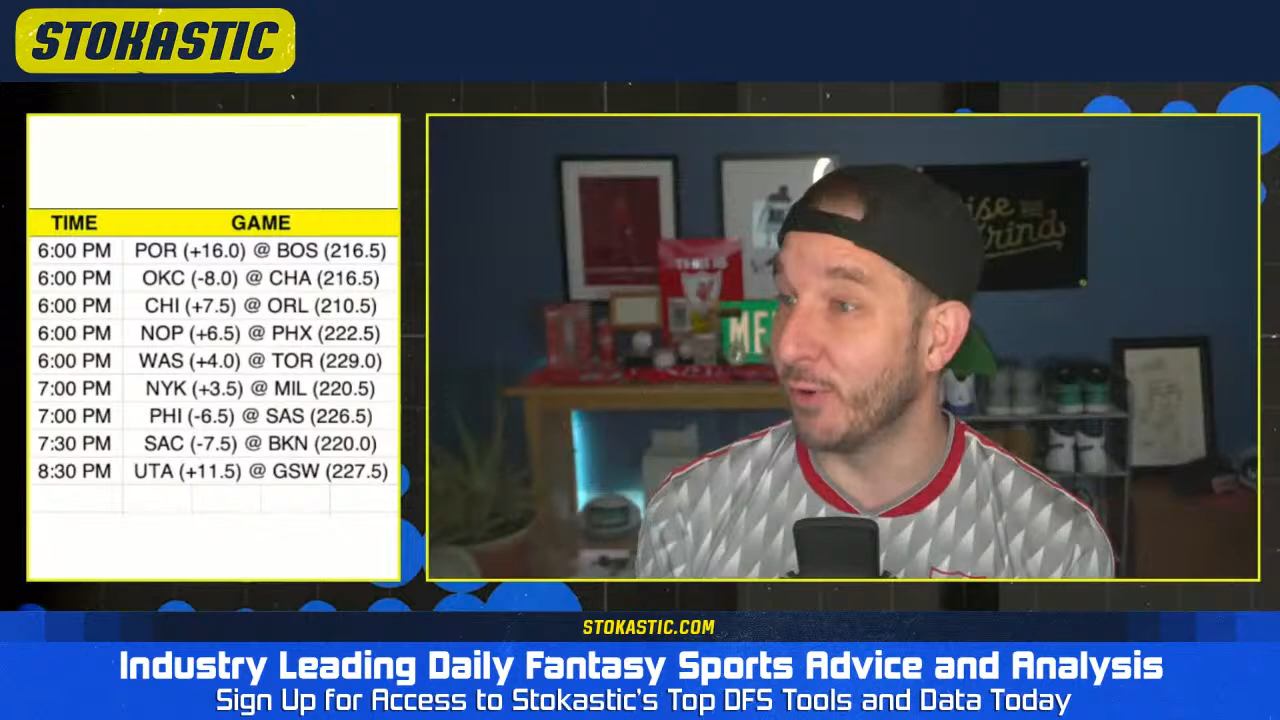 STOKASTIC
TIME GAME
6:00 PM POR (+16.0) @ BOS (216.5)
6:00 PM OKC (-8.0) @ CHA (216.5)
6:00 PM CHI (+7.5) @ ORL (210.5)
6:00 PM NOP (+6.5) @ PHX (222.5)
6:00 PM WAS (+4.0) @ TOR (229.0)
7:00 PM NYK (+3.5) @ MIL (220.5)
7:00 PM PHI (-6.5) @ SAS (226.5)
7:30 PM SAC (-7.5) @ BKN (220.0)
8:30 PM UTA (+11.5) @ GSW (227.5)
THIS IS
STOKASTIC.COM
Industry Leading Daily Fantasy Sports Advice and Analysis
Sign Up for Access to Stokastic's Top DFS Tools and Data Today